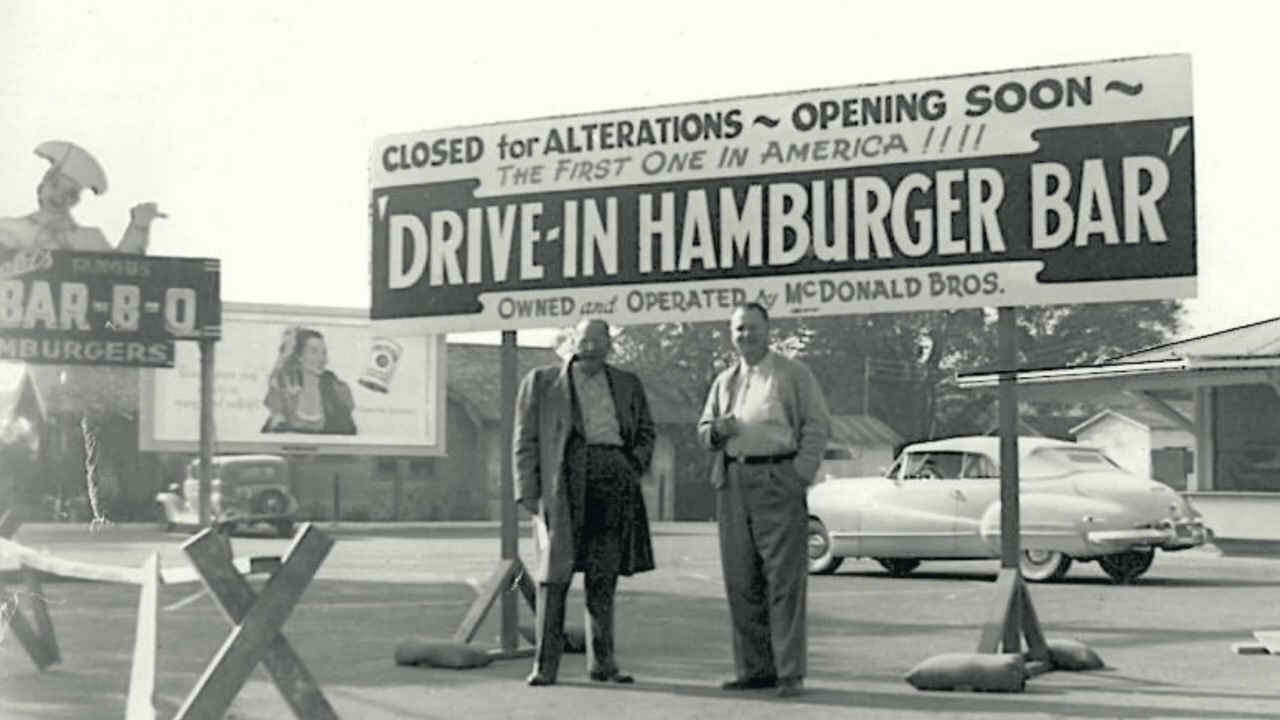 CLOSED for ALTERATIONS ~ OPENING SOON ~
THE FIRST ONE IN AMERICA !!!!
'DRIVE-IN HAMBURGER BAR'
OWNED and OPERATED by McDONALD BROS.
FAMOUS
BAR-B-Q
MBURGERS